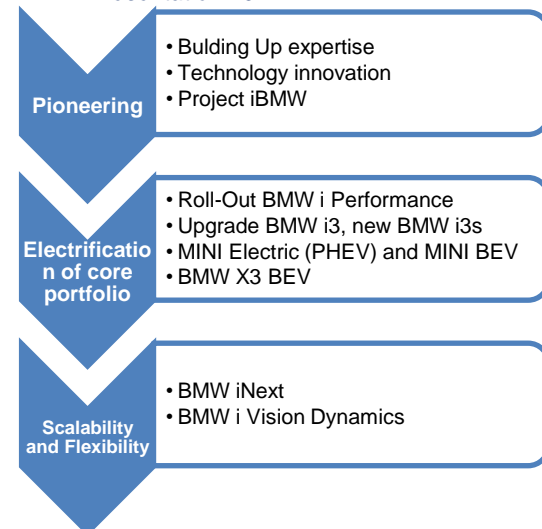 Pioneering
• Bulding Up expertise
• Technology innovation
• Project iBMW
Electrificatio
n of core
portfolio
• Roll-Out BMW i Performance
• Upgrade BMW i3, new BMW i3s
• MINI Electric (PHEV) and MINI BEV
• BMW X3 BEV
Scalability
and Flexibility
• BMW iNext
• BMW i Vision Dynamics